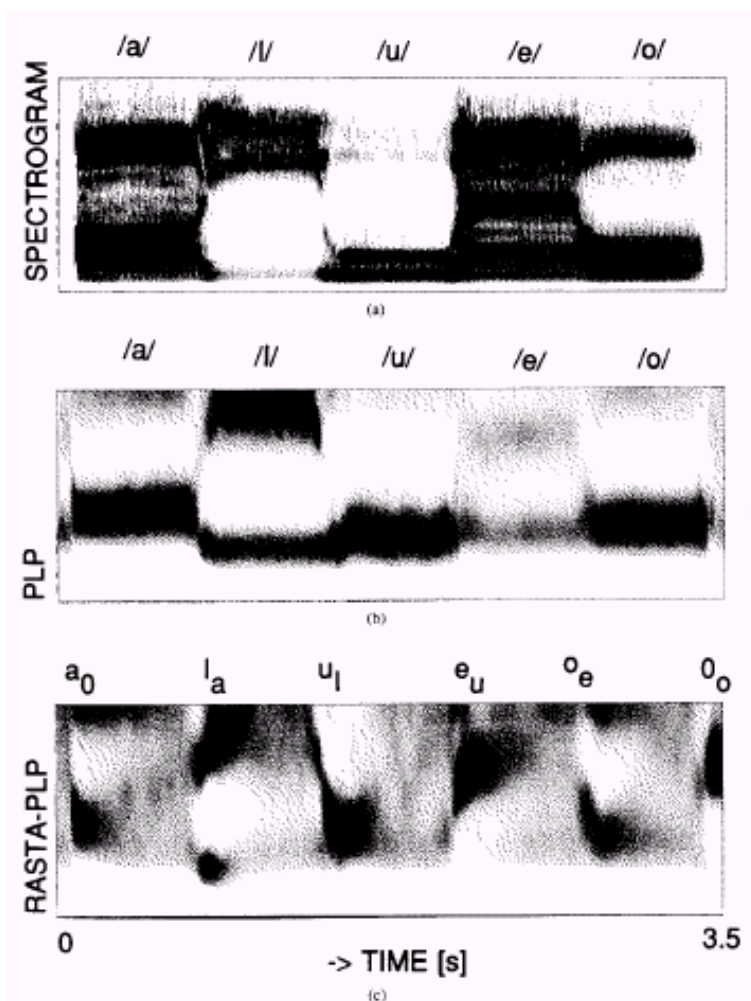 /a/ /I/ /u/ /e/ /o/
SPECTROGRAM
(a)
/a/ /I/ /u/ /e/ /o/
PLP
(b)
a0 Ia uI eu oe 0o
RASTA-PLP
0 3.5
-> TIME [s]
(c)